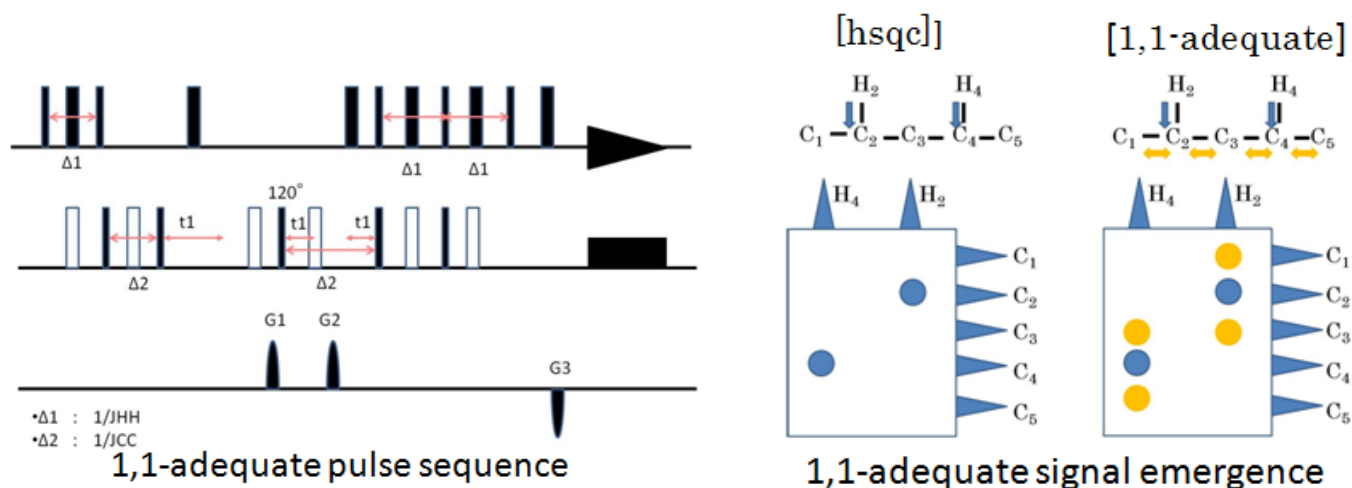 Δ1
Δ1
Δ1
120°
t1
t1
t1
Δ2
Δ2
G1
G2
G3
•Δ1 : 1/JHH
•Δ2 : 1/JCC
1,1-adequate pulse sequence
[hsqc]]
H2
H4
C1
C2
C3
C4
C5
H4
H2
C1
C2
C3
C4
C5
[1,1-adequate]
H2
H4
C1
C2
C3
C4
C5
H4
H2
C1
C2
C3
C4
C5
1,1-adequate signal emergence